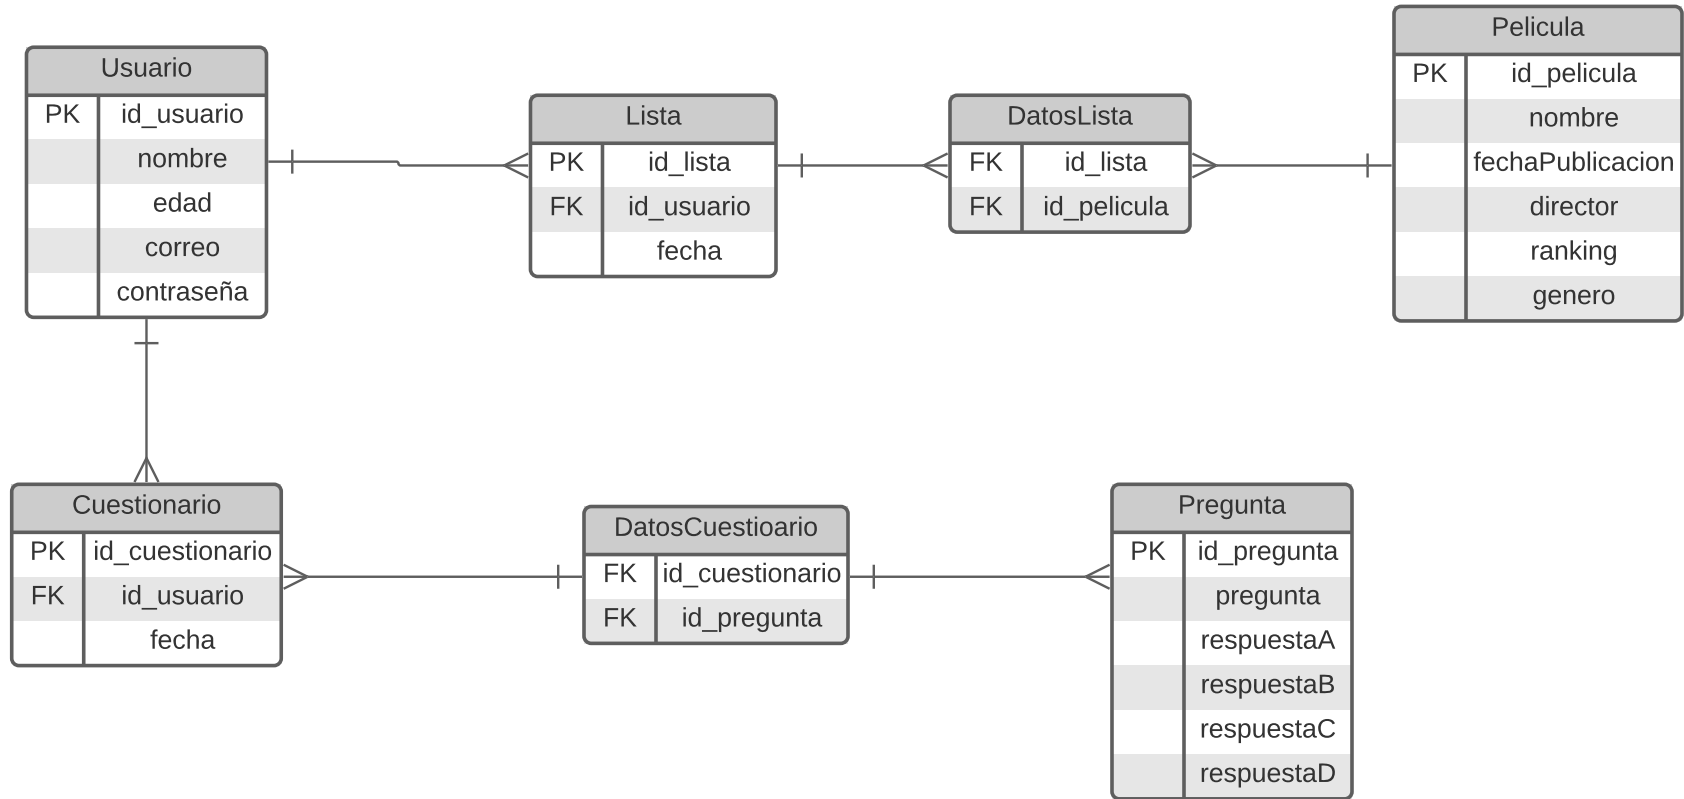 Usuario
PK id_usuario
nombre
edad
correo
contraseña
Lista
PK id_lista
FK id_usuario
fecha
DatosLista
FK id_lista
FK id_pelicula
Pelicula
PK id_pelicula
nombre
fechaPublicacion
director
ranking
genero
Cuestionario
PK id_cuestionario
FK id_usuario
fecha
DatosCuestioario
FK id_cuestionario
FK id_pregunta
Pregunta
PK id_pregunta
pregunta
respuestaA
respuestaB
respuestaC
respuestaD